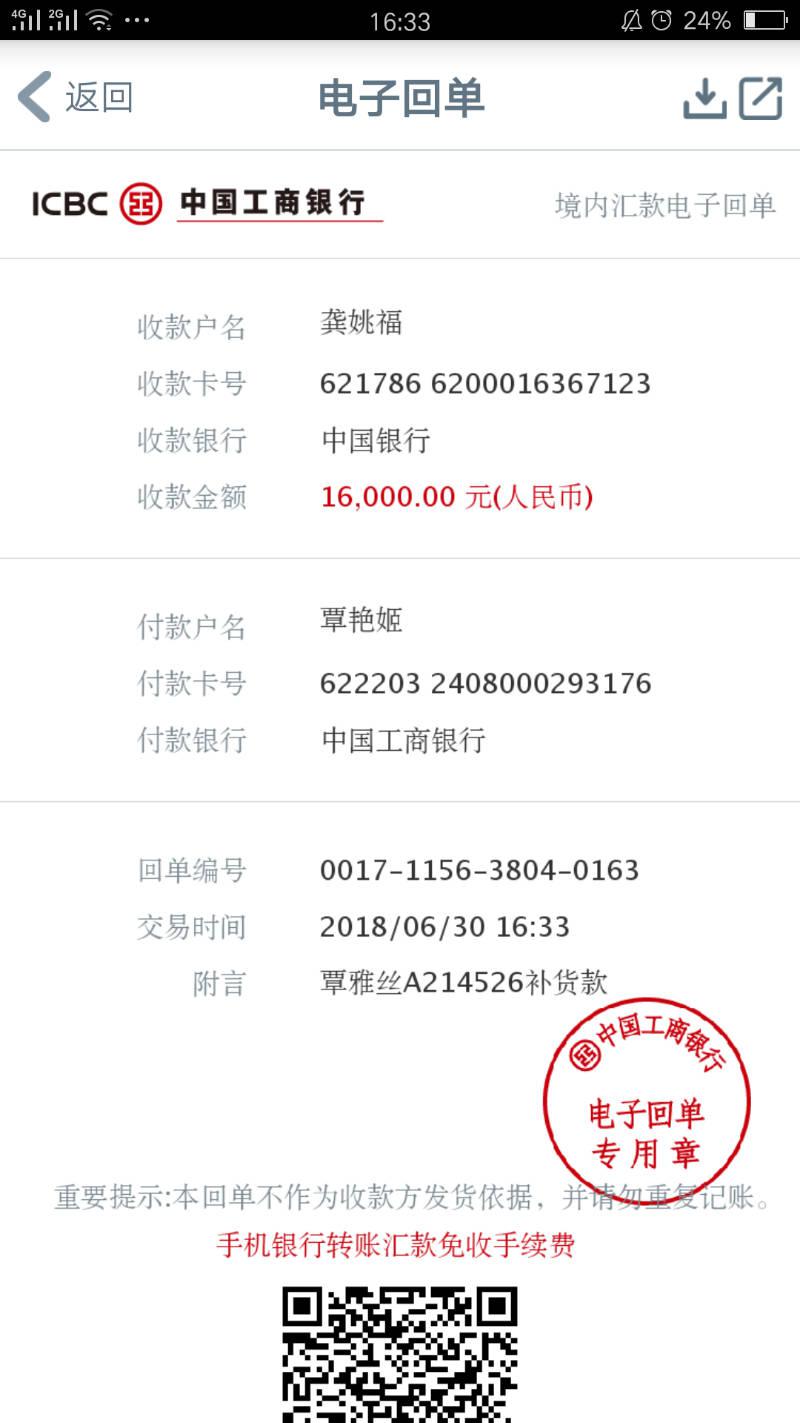 4G 2G 16:33 24%
返回 电子回单
ICBC 中国工商银行 境内汇款电子回单
收款户名 龚姚福
收款卡号 621786 6200016367123
收款银行 中国银行
收款金额 16,000.00 元(人民币)
付款户名 覃艳姬
付款卡号 622203 2408000293176
付款银行 中国工商银行
回单编号 0017-1156-3804-0163
交易时间 2018/06/30 16:33
附言 覃雅丝A214526补货款
中国工商银行
电子回单
专用章
重要提示:本回单不作为收款方发货依据，并请勿重复记账。
手机银行转账汇款免收手续费